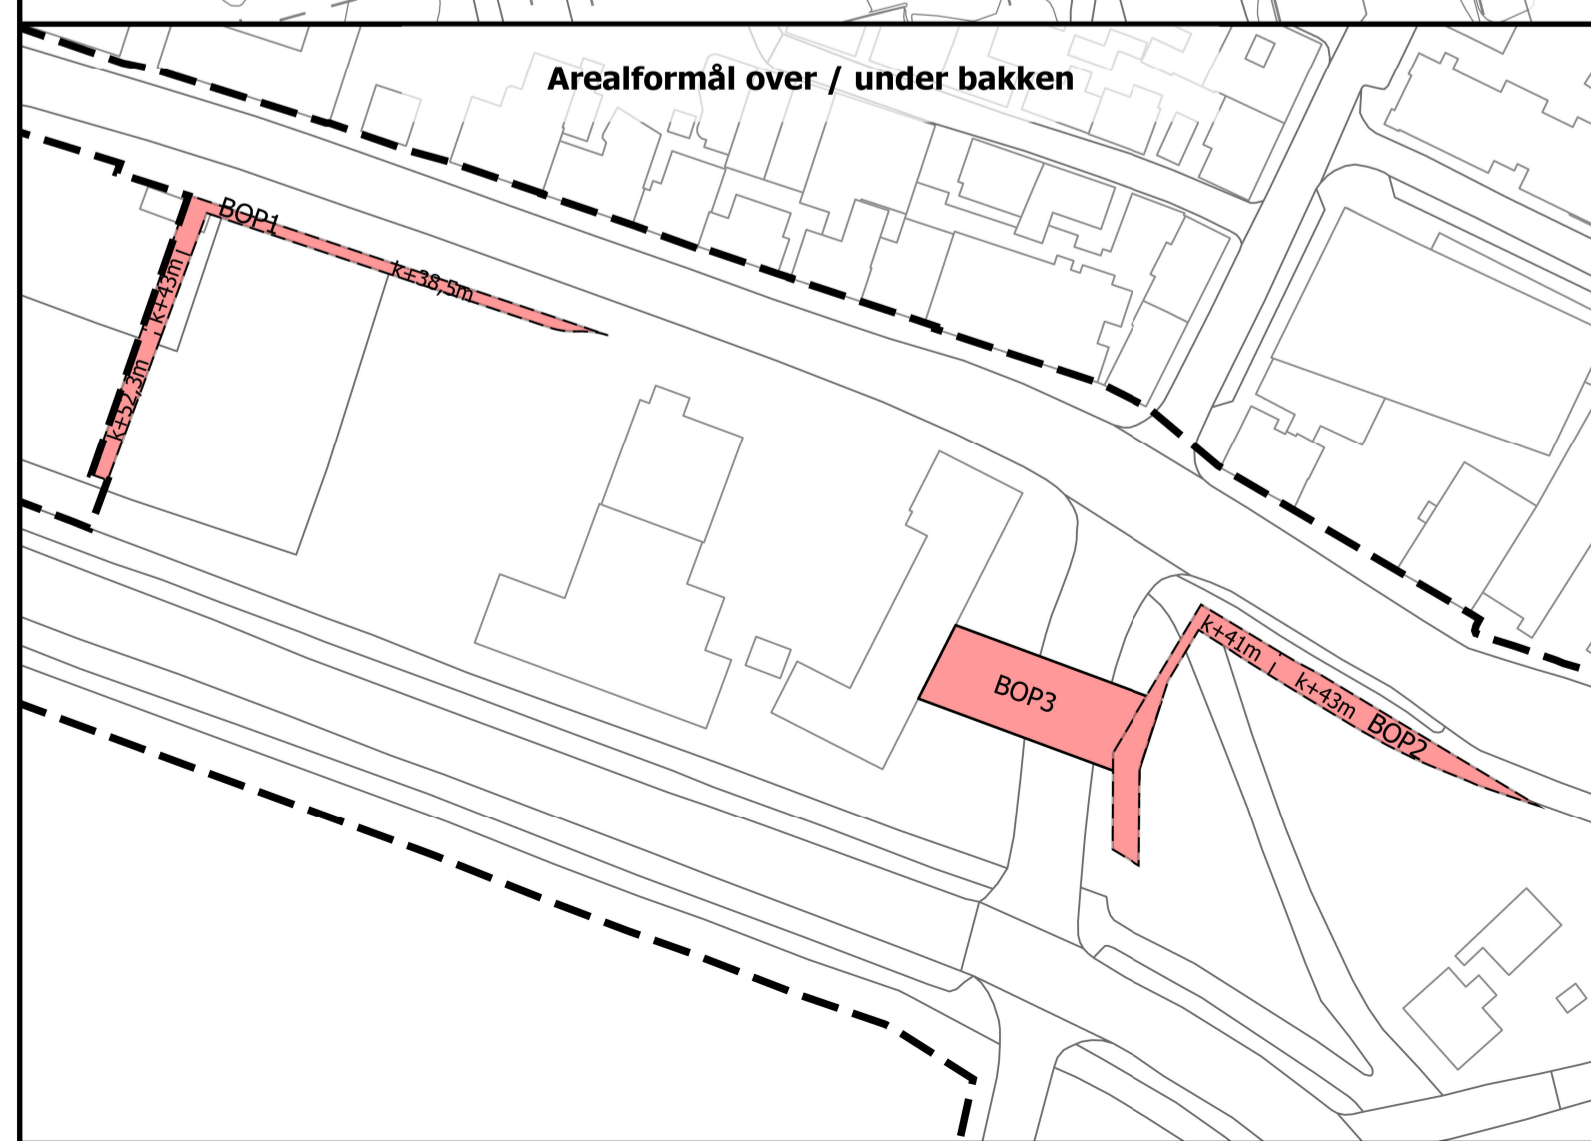 Arealformål over / under bakken
BOP1
k+38,5m
k+43m
k+52,3m
k+41m
k+43m
BOP2
BOP3